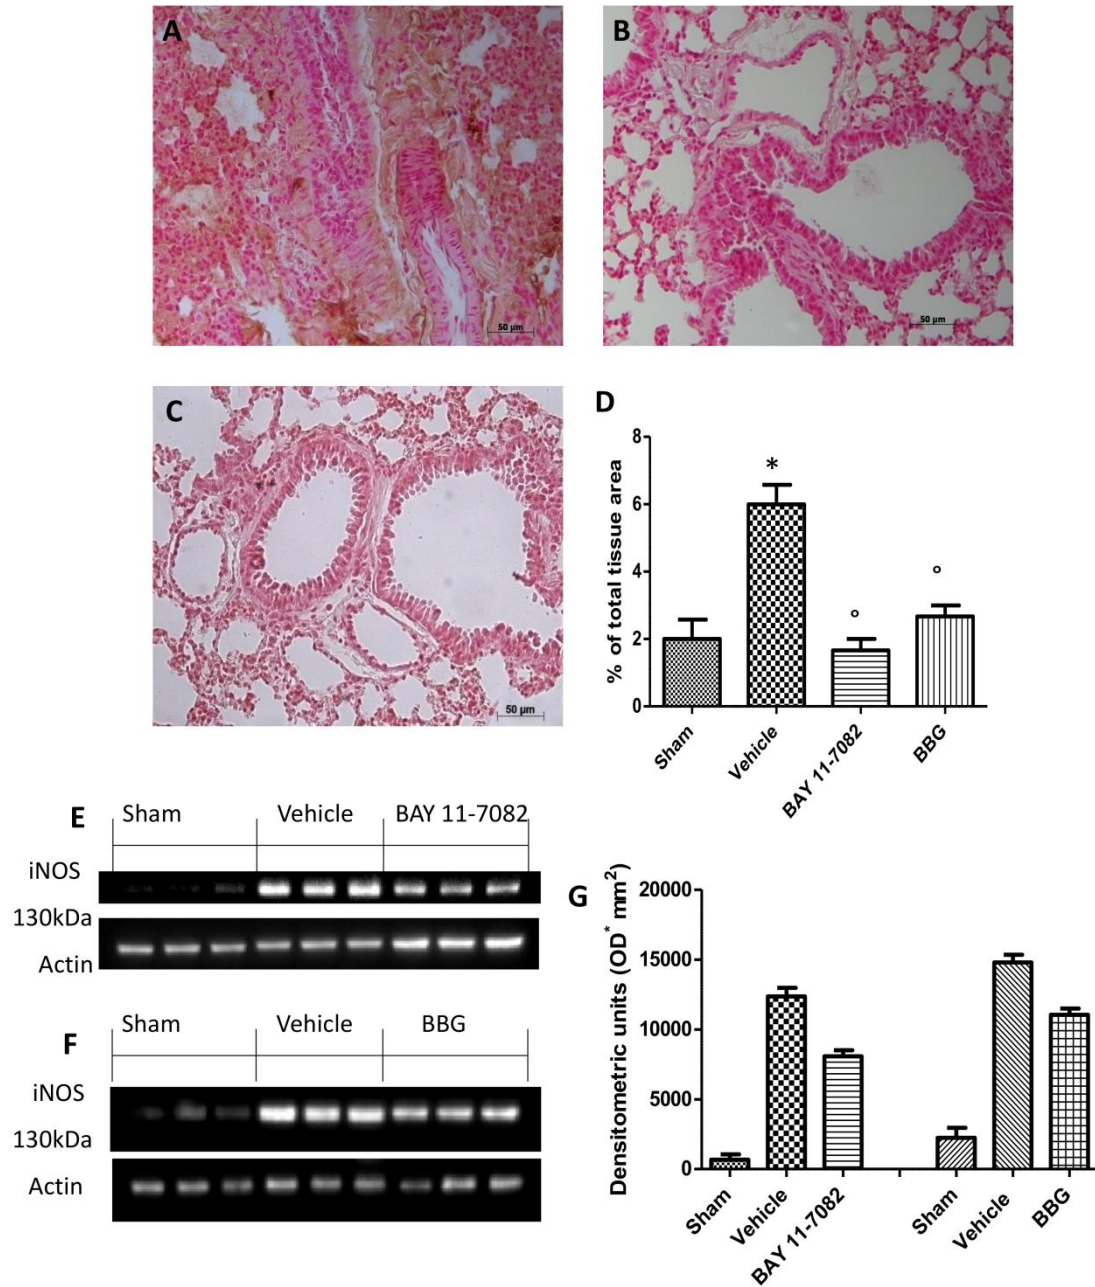 A
50 µm
B
50 µm
C
50 µm
D
% of total tissue area
8
6
4
2
0
*
°
°
Sham
Vehicle
BAY 11-7082
BBG
E
Sham
Vehicle
BAY 11-7082
iNOS
130kDa
Actin
F
Sham
Vehicle
BBG
iNOS
130kDa
Actin
G
Densitometric units (OD* mm²)
20000
15000
10000
5000
0
Sham
Vehicle
BAY 11-7082
Sham
Vehicle
BBG